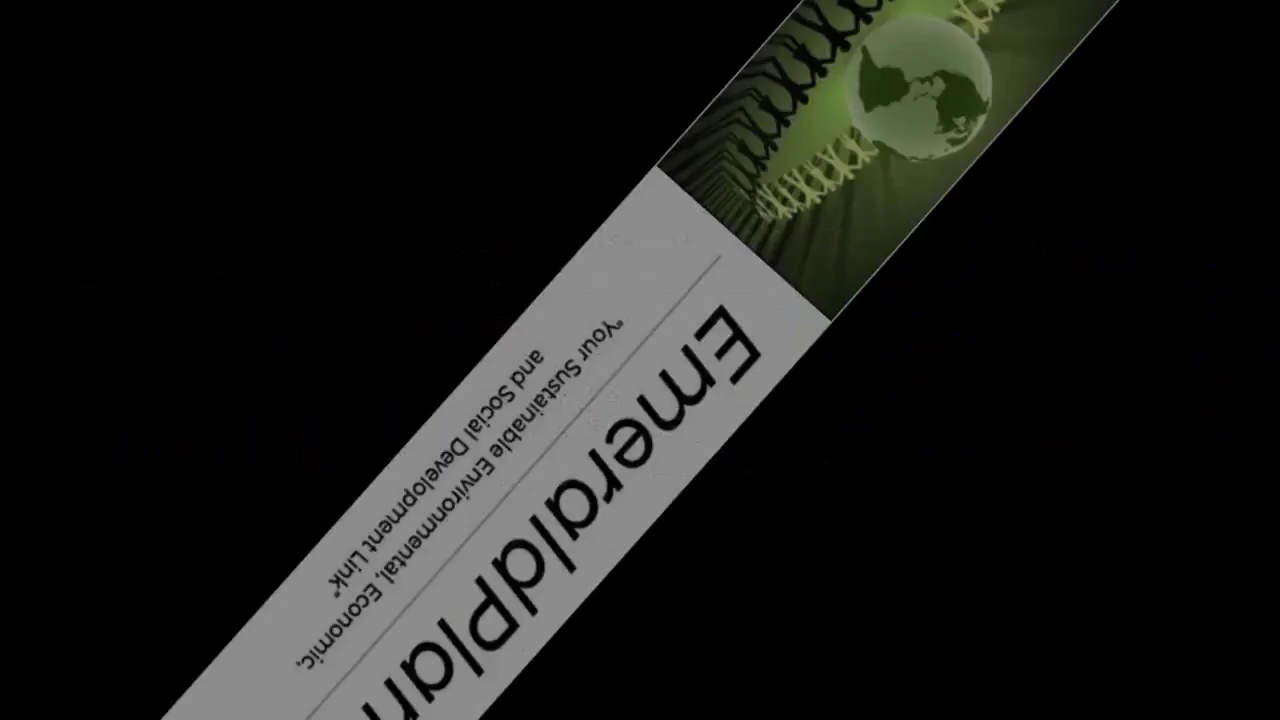 EmeraldPlan
"Your Sustainable Environmental, Economic,
and Social Development Link"